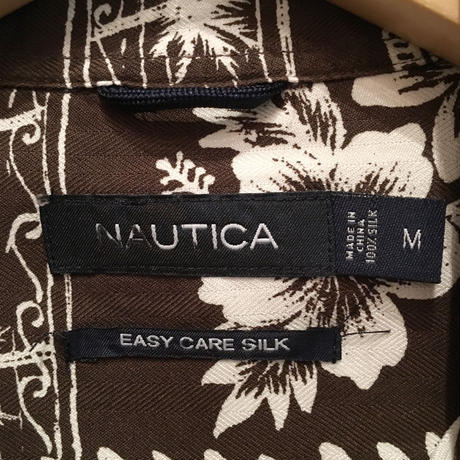 NAUTICA
MADE IN
CHINA
100% SILK
M
EASY CARE SILK